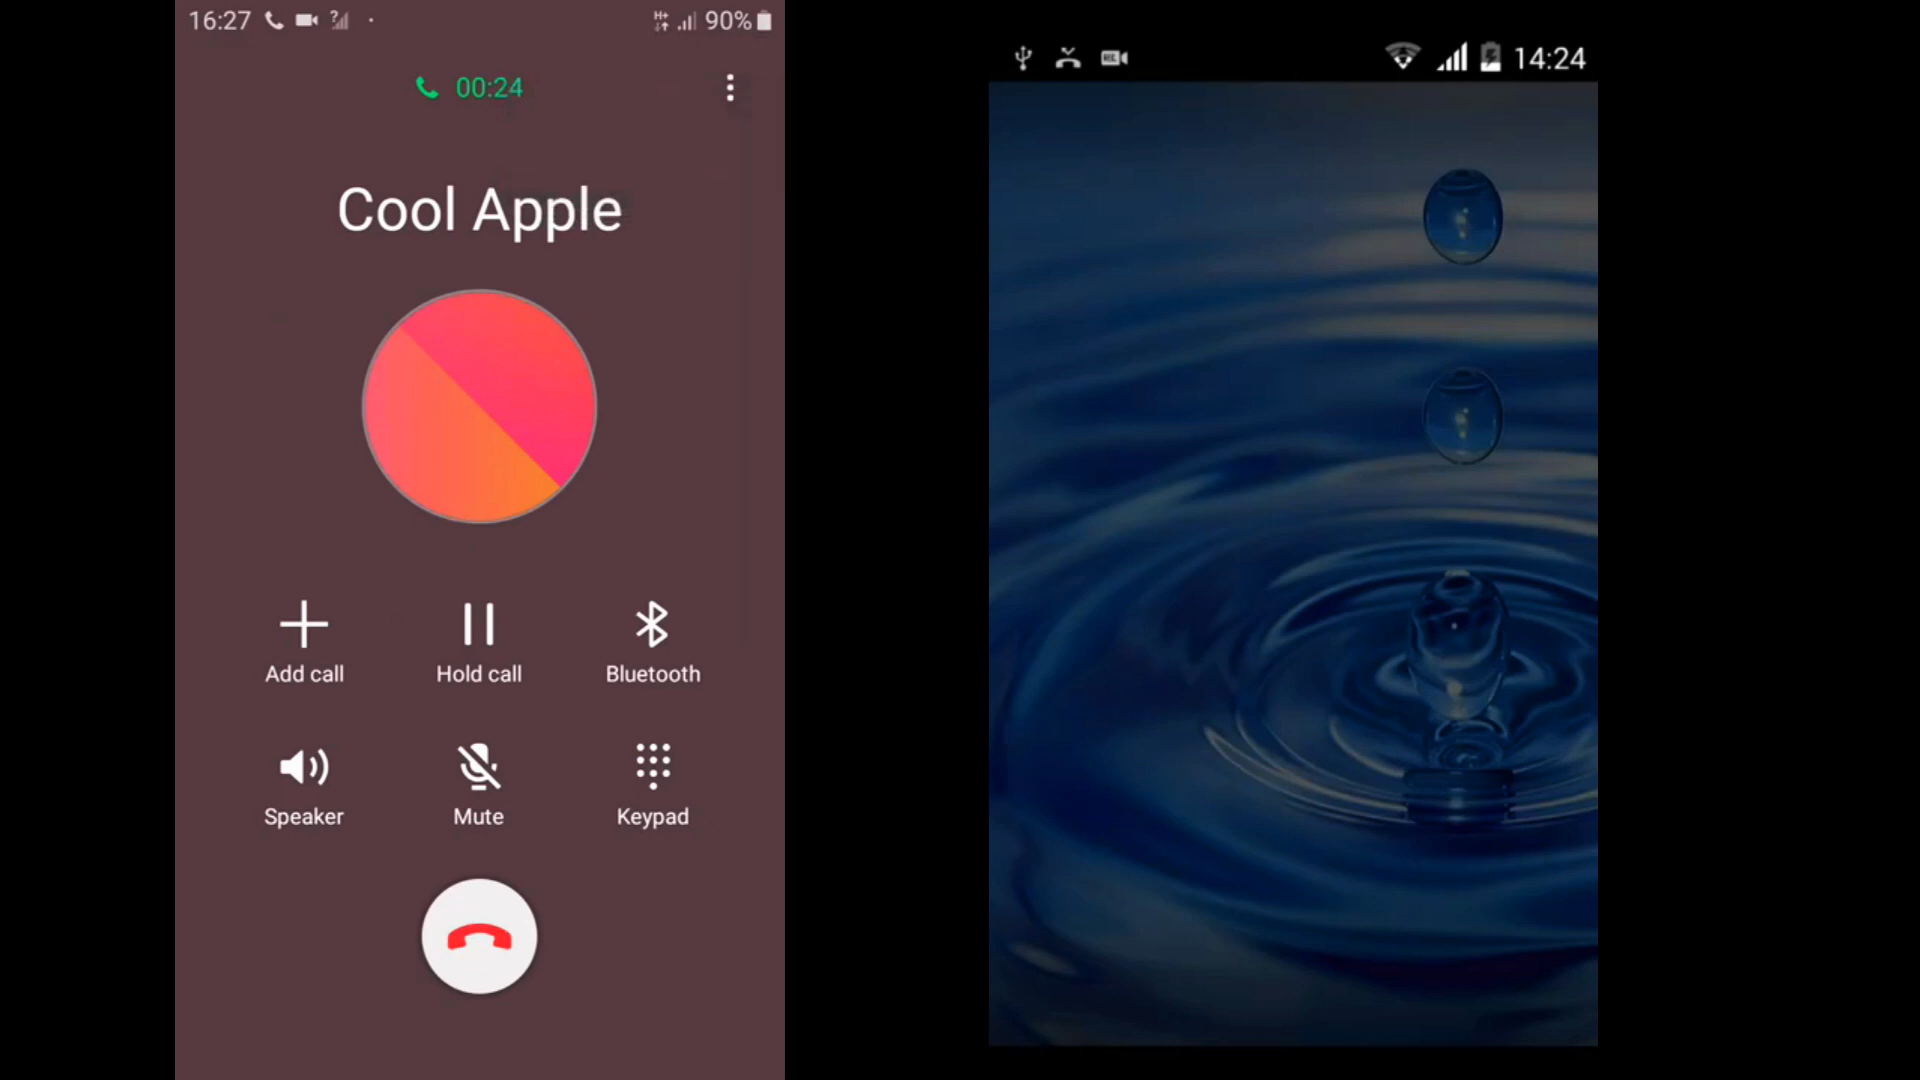 16:27
90%
00:24
Cool Apple
Add call
Hold call
Bluetooth
Speaker
Mute
Keypad
14:24